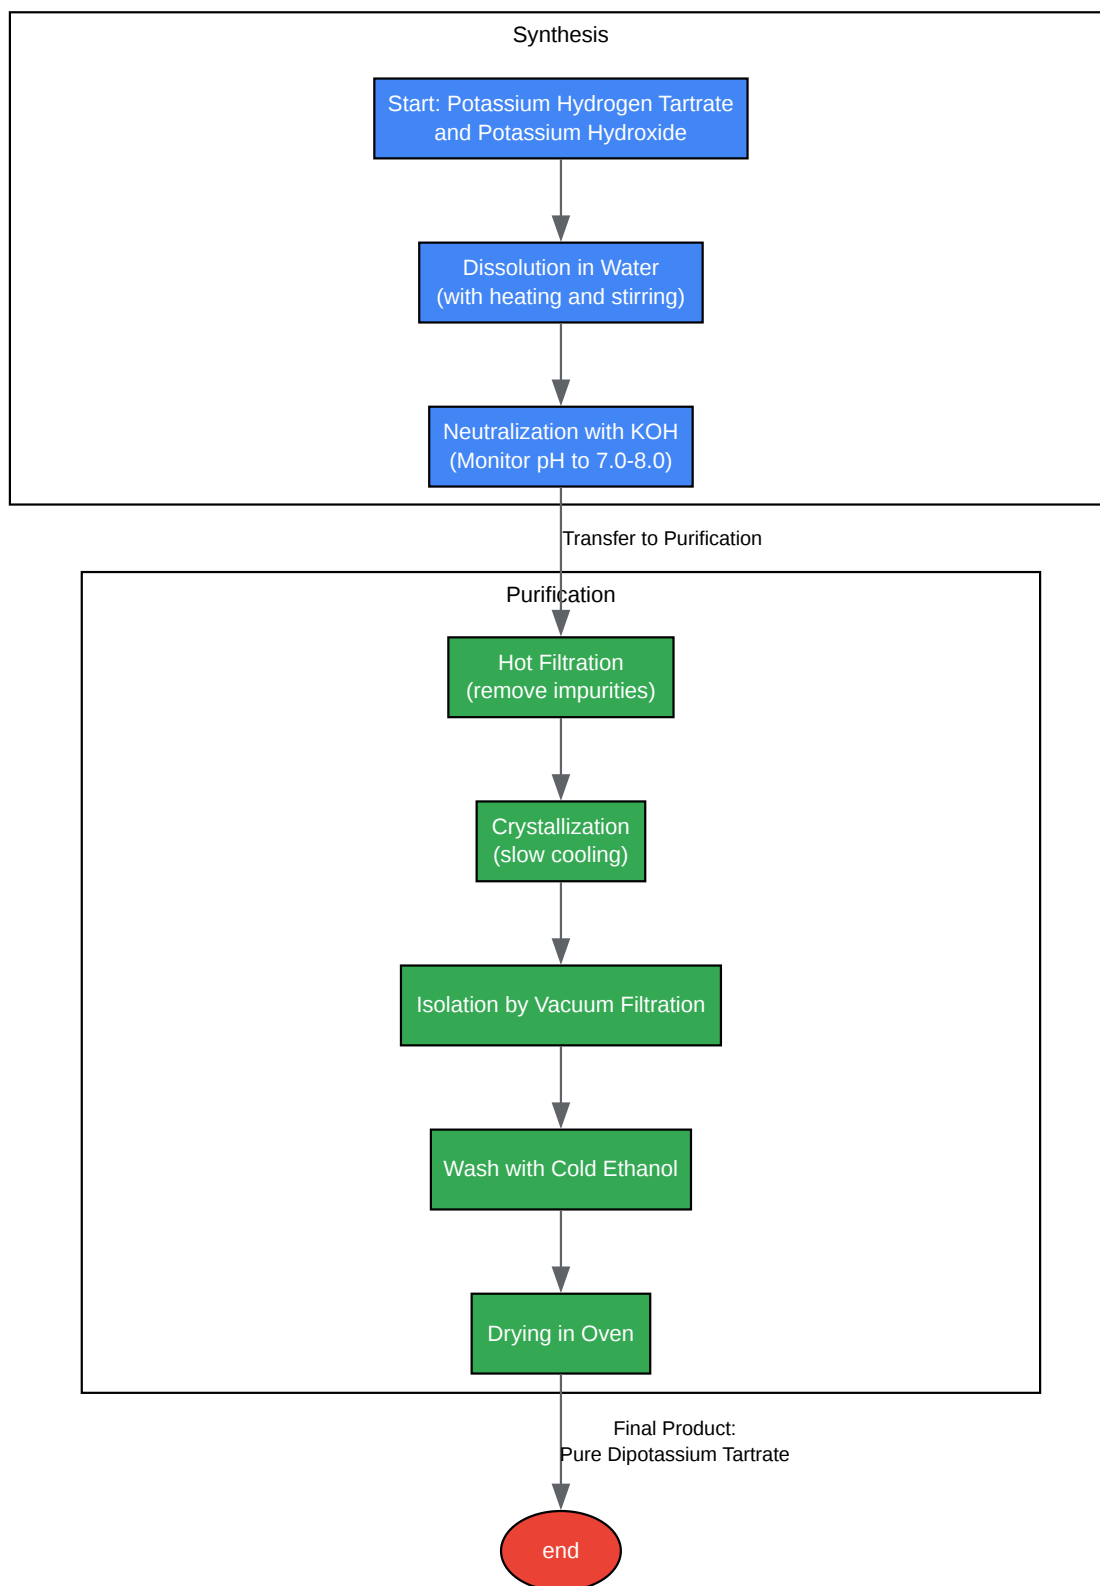 Synthesis
Start: Potassium Hydrogen Tartrate
and Potassium Hydroxide
Dissolution in Water
(with heating and stirring)
Neutralization with KOH
(Monitor pH to 7.0-8.0)
Transfer to Purification
Purification
Hot Filtration
(remove impurities)
Crystallization
(slow cooling)
Isolation by Vacuum Filtration
Wash with Cold Ethanol
Drying in Oven
Final Product:
Pure Dipotassium Tartrate
end